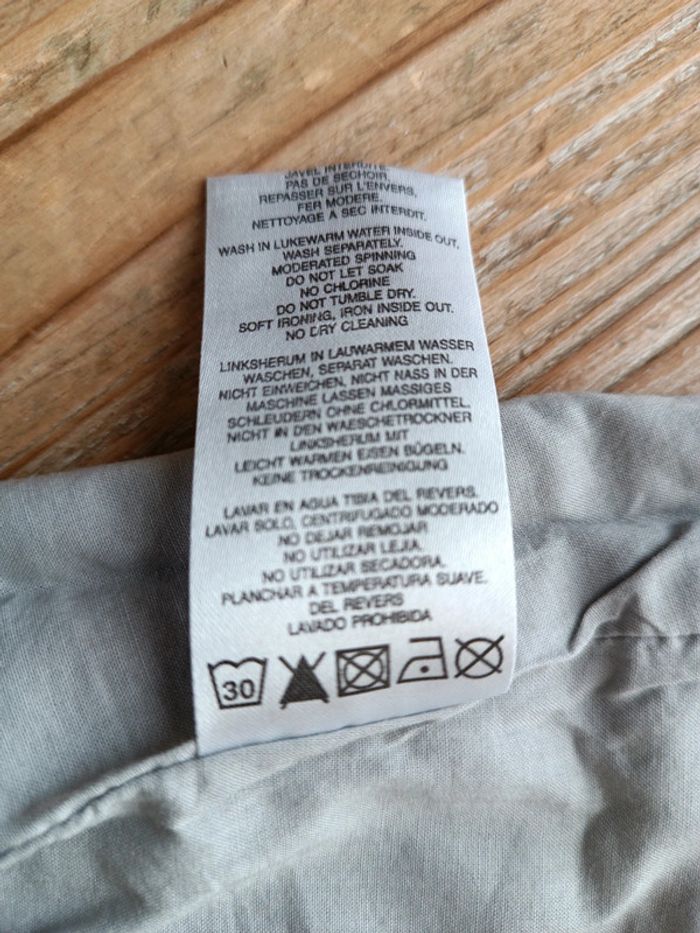 JAVEL INTERDITE.
PAS DE SECHOIR.
REPASSER SUR L'ENVERS,
FER MODERE.
NETTOYAGE A SEC INTERDIT.
WASH IN LUKEWARM WATER INSIDE OUT,
WASH SEPARATELY.
MODERATED SPINNING
DO NOT LET SOAK
NO CHLORINE
DO NOT TUMBLE DRY.
SOFT IRONING, IRON INSIDE OUT.
NO DRY CLEANING
LINKSHERUM IN LAUWARMEM WASSER
WASCHEN, SEPARAT WASCHEN.
NICHT EINWEICHEN, NICHT NASS IN DER
MASCHINE LASSEN MASSIGES
SCHLEUDERN OHNE CHLORMITTEL.
NICHT IN DEN WAESCHETROCKNER
LINKSHERUM MIT
LEICHT WARMEN EISEN BÜGELN.
KEINE TROCKENREINIGUNG
LAVAR EN AGUA TIBIA DEL REVERS.
LAVAR SOLO, CENTRIFUGADO MODERADO
NO DEJAR REMOJAR
NO UTILIZAR LEJIA.
NO UTILIZAR SECADORA.
PLANCHAR A TEMPERATURA SUAVE.
DEL REVERS
LAVADO PROHIBIDA
30